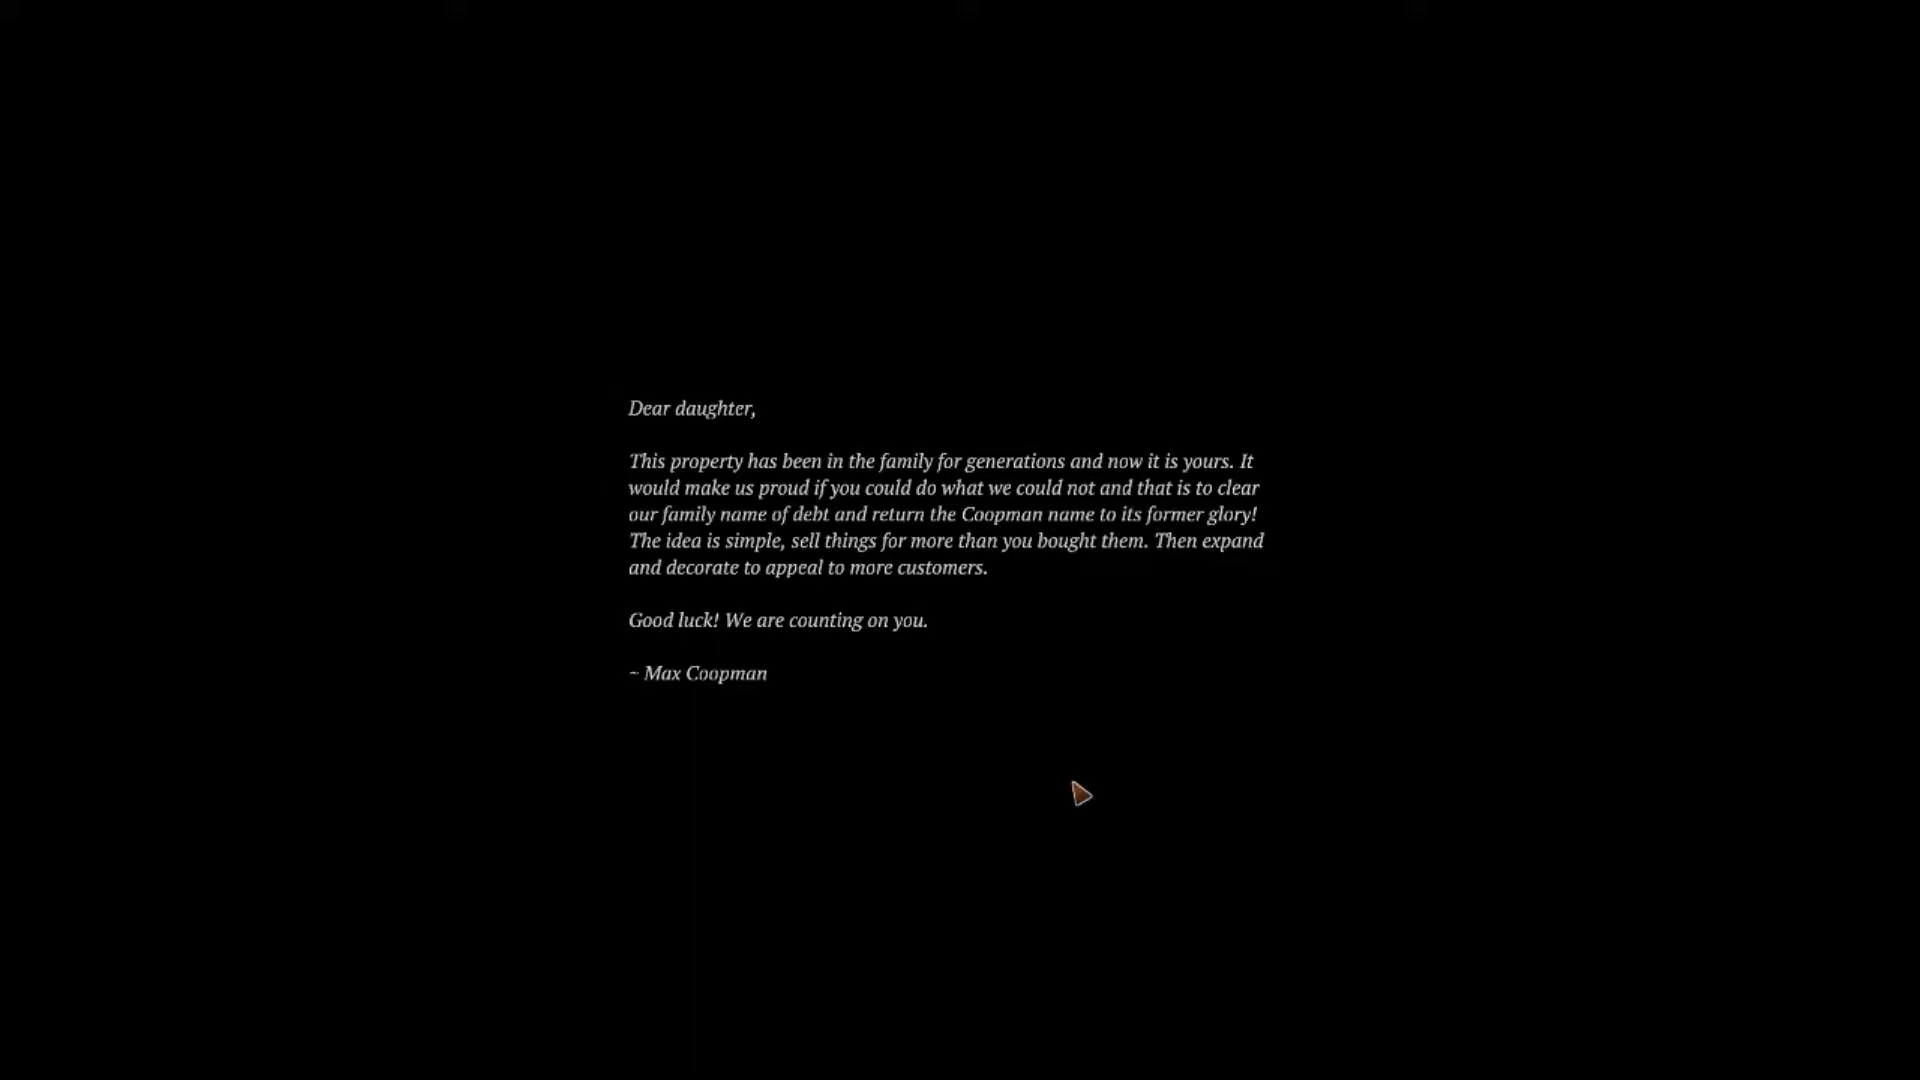 Dear daughter,
This property has been in the family for generations and now it is yours. It
would make us proud if you could do what we could not and that is to clear
our family name of debt and return the Coopman name to its former glory!
The idea is simple, sell things for more than you bought them. Then expand
and decorate to appeal to more customers.
Good luck! We are counting on you.
~ Max Coopman